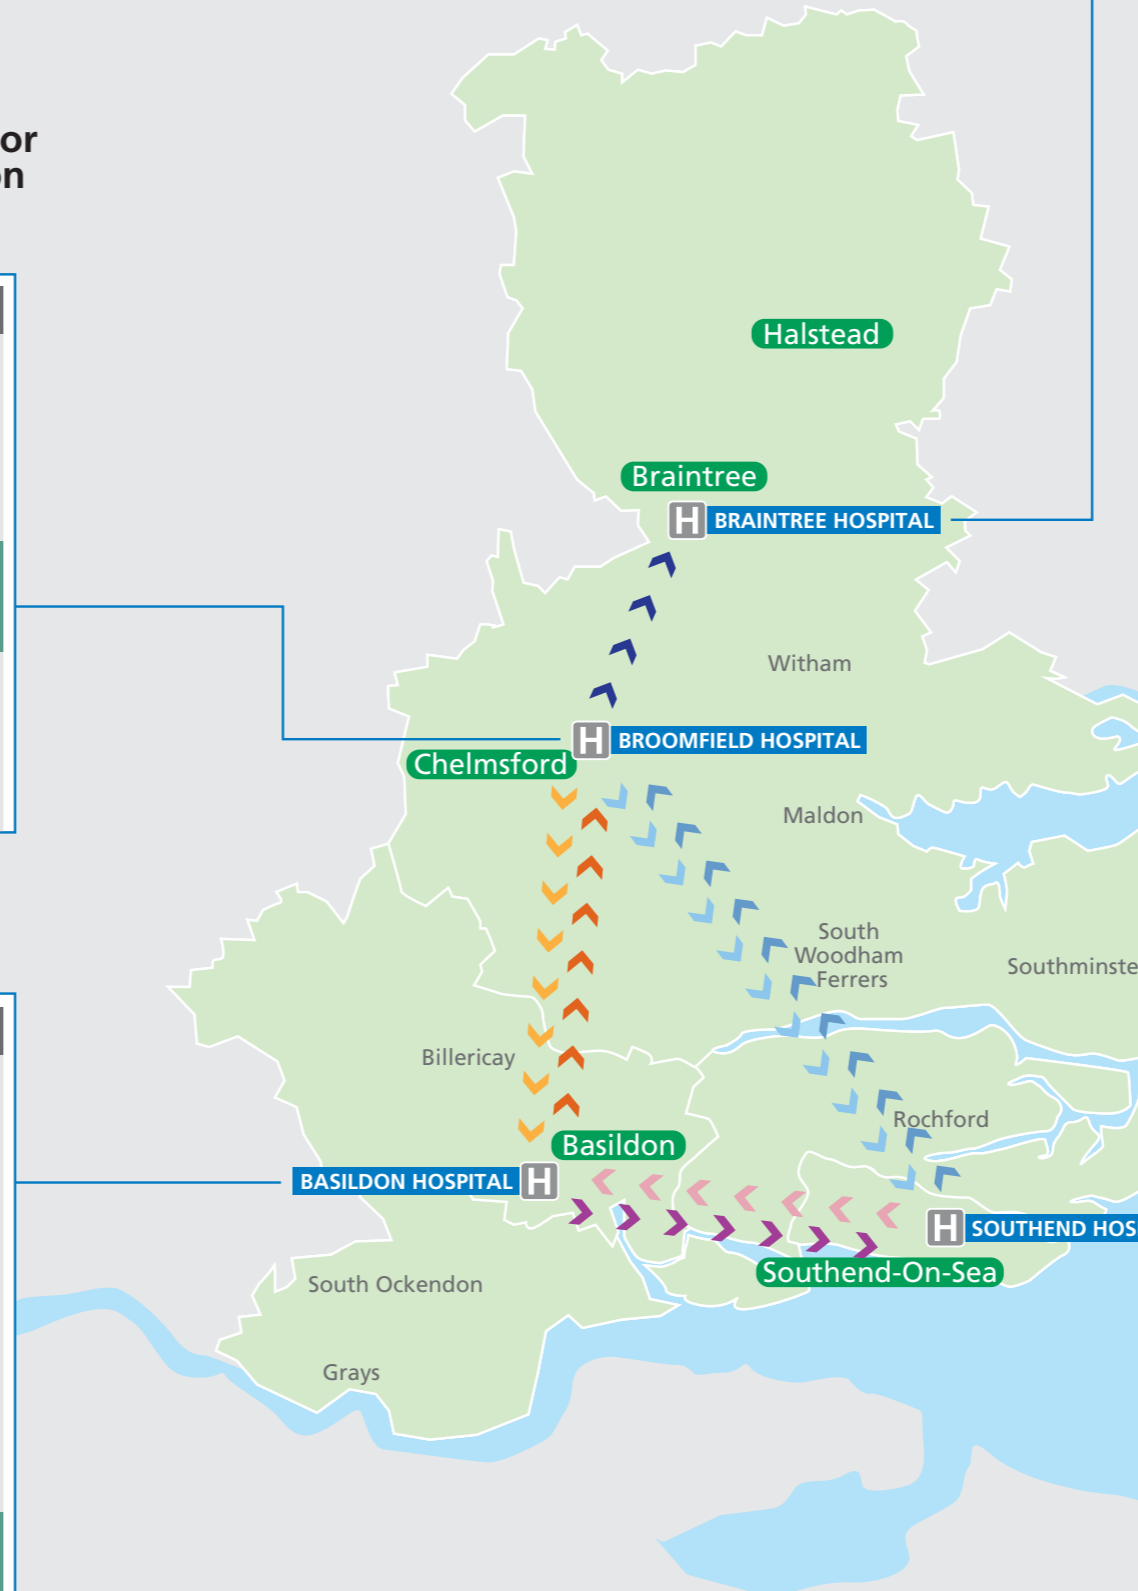 or
on
Halstead
Braintree
H BRAINTREE HOSPITAL
Witham
H BROOMFIELD HOSPITAL
Chelmsford
Maldon
South
Woodham
Ferrers
Southminste
Billericay
Rochford
Basildon
BASILDON HOSPITAL H
H SOUTHEND HOS
Southend-On-Sea
South Ockendon
Grays